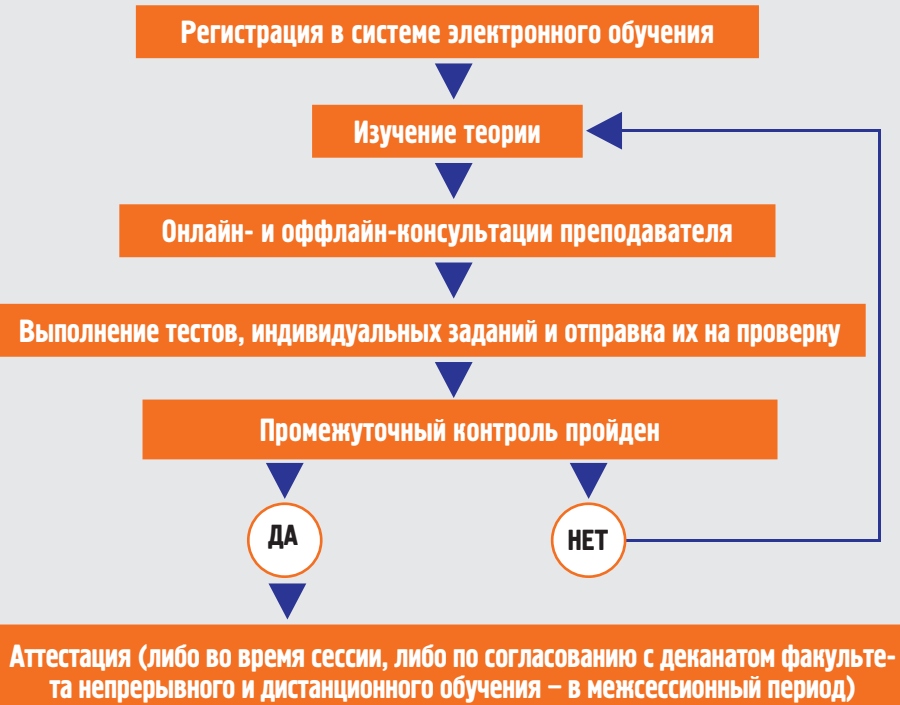 Регистрация в системе электронного обучения
Изучение теории
Онлайн- и оффлайн-консультации преподавателя
Выполнение тестов, индивидуальных заданий и отправка их на проверку
Промежуточный контроль пройден
ДА
НЕТ
Аттестация (либо во время сессии, либо по согласованию с деканатом факульте-
та непрерывного и дистанционного обучения – в межсессионный период)